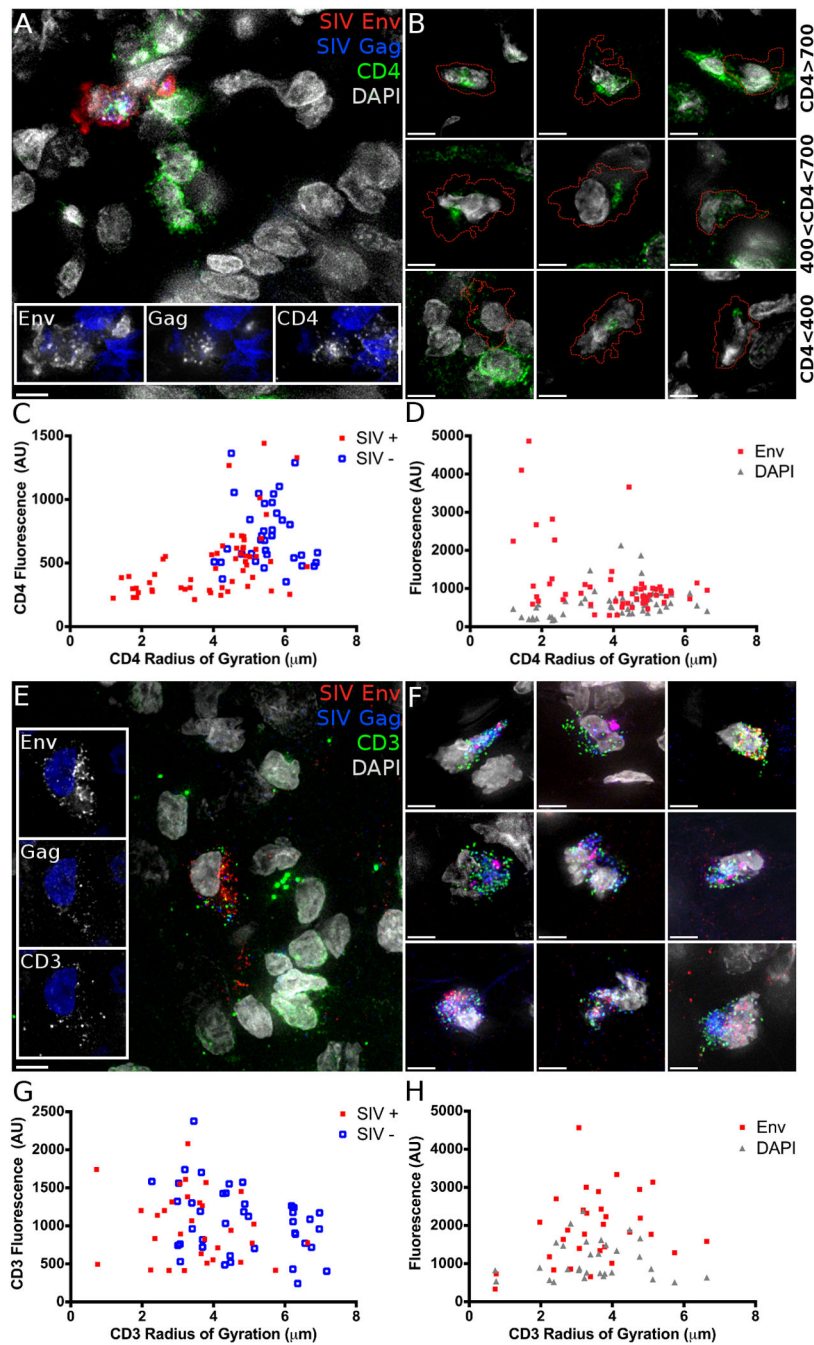 A
SIV Env
SIV Gag
CD4
DAPI
Env
Gag
CD4
B
CD4>700
400<CD4<700
CD4<400
C
1500
1000
500
0
CD4 Fluorescence (AU)
0 2 4 6 8
CD4 Radius of Gyration (μm)
SIV +
SIV -
D
5000
4000
3000
2000
1000
0
Fluorescence (AU)
0 2 4 6 8
CD4 Radius of Gyration (μm)
Env
DAPI
E
SIV Env
SIV Gag
CD3
DAPI
Env
Gag
CD3
F
G
2500
2000
1500
1000
500
0
CD3 Fluorescence (AU)
0 2 4 6 8
CD3 Radius of Gyration (μm)
SIV +
SIV -
H
5000
4000
3000
2000
1000
0
Fluorescence (AU)
0 2 4 6 8
CD3 Radius of Gyration (μm)
Env
DAPI